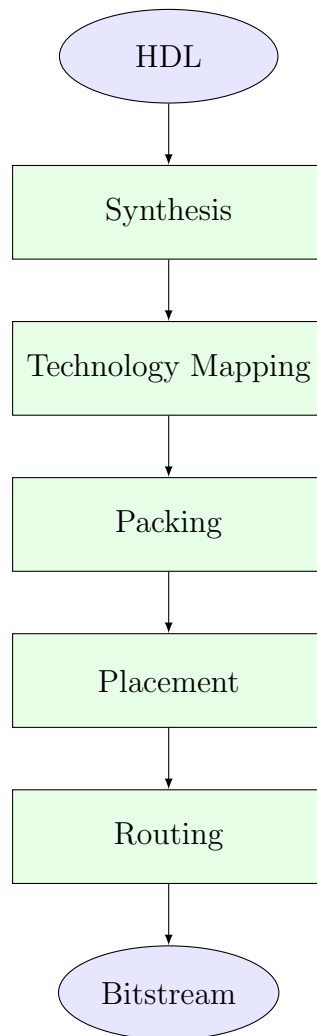 HDL
Synthesis
Technology Mapping
Packing
Placement
Routing
Bitstream